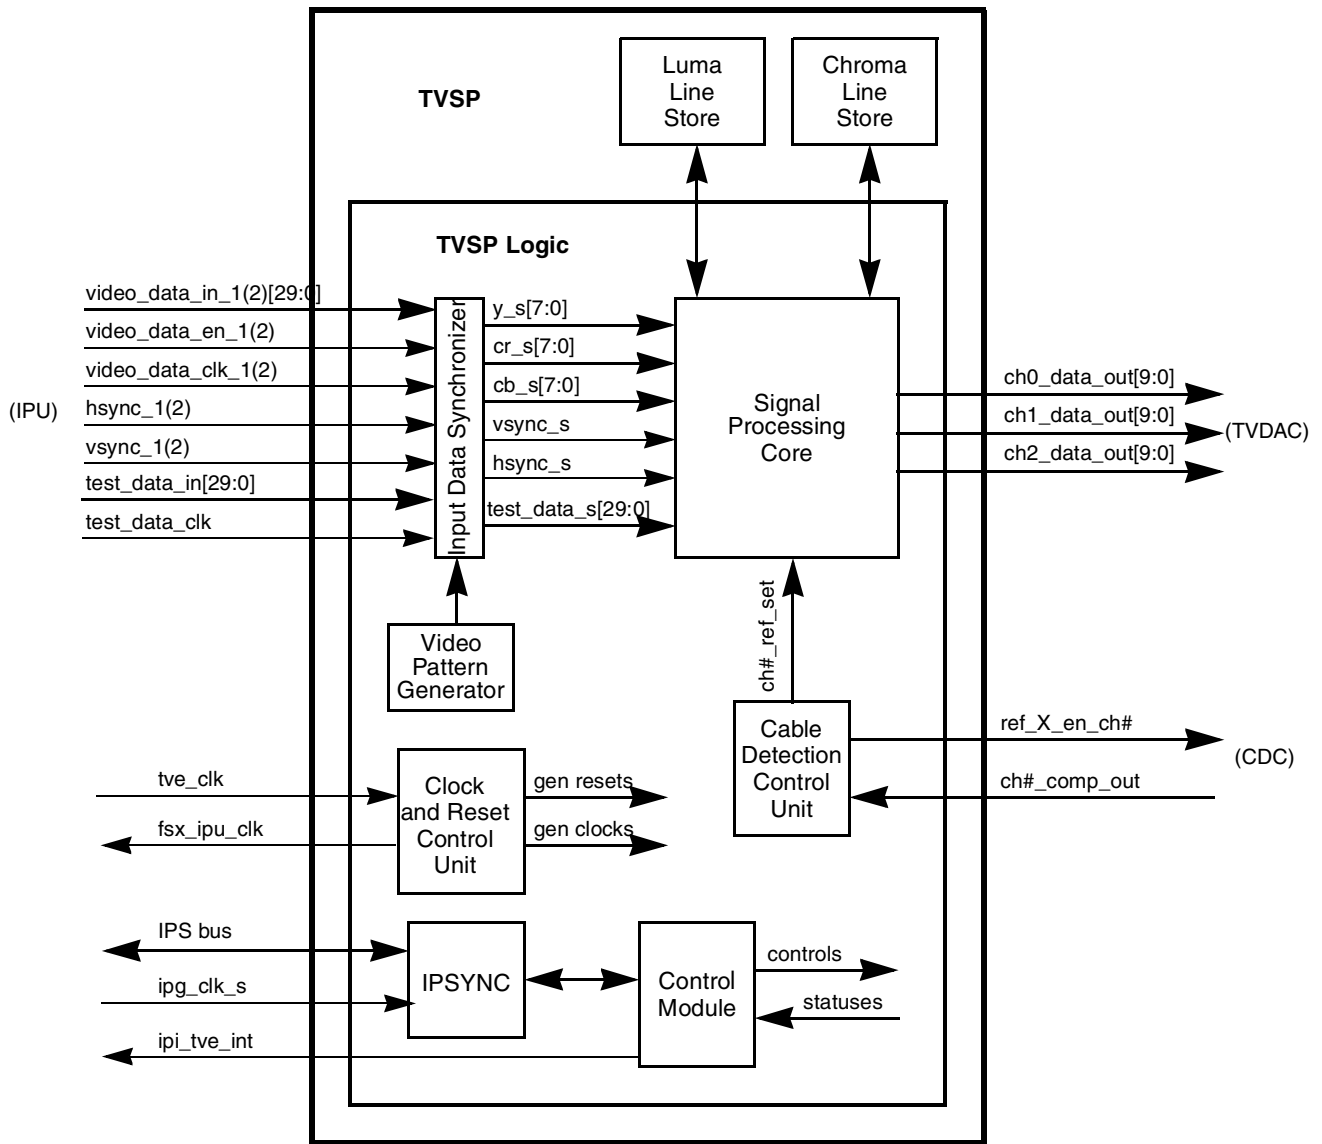 TVSP
Luma
Line
Store
Chroma
Line
Store
TVSP Logic
(IPU)
video_data_in_1(2)[29:0]
video_data_en_1(2)
video_data_clk_1(2)
hsync_1(2)
vsync_1(2)
test_data_in[29:0]
test_data_clk
Input Data Synchronizer
y_s[7:0]
cr_s[7:0]
cb_s[7:0]
vsync_s
hsync_s
test_data_s[29:0]
Signal
Processing
Core
ch0_data_out[9:0]
ch1_data_out[9:0]
ch2_data_out[9:0]
(TVDAC)
Video
Pattern
Generator
ch#_ref_set
Cable
Detection
Control
Unit
ref_X_en_ch#
ch#_comp_out
(CDC)
tve_clk
fsx_ipu_clk
Clock
and Reset
Control
Unit
gen resets
gen clocks
IPS bus
ipg_clk_s
ipi_tve_int
IPSYNC
Control
Module
controls
statuses